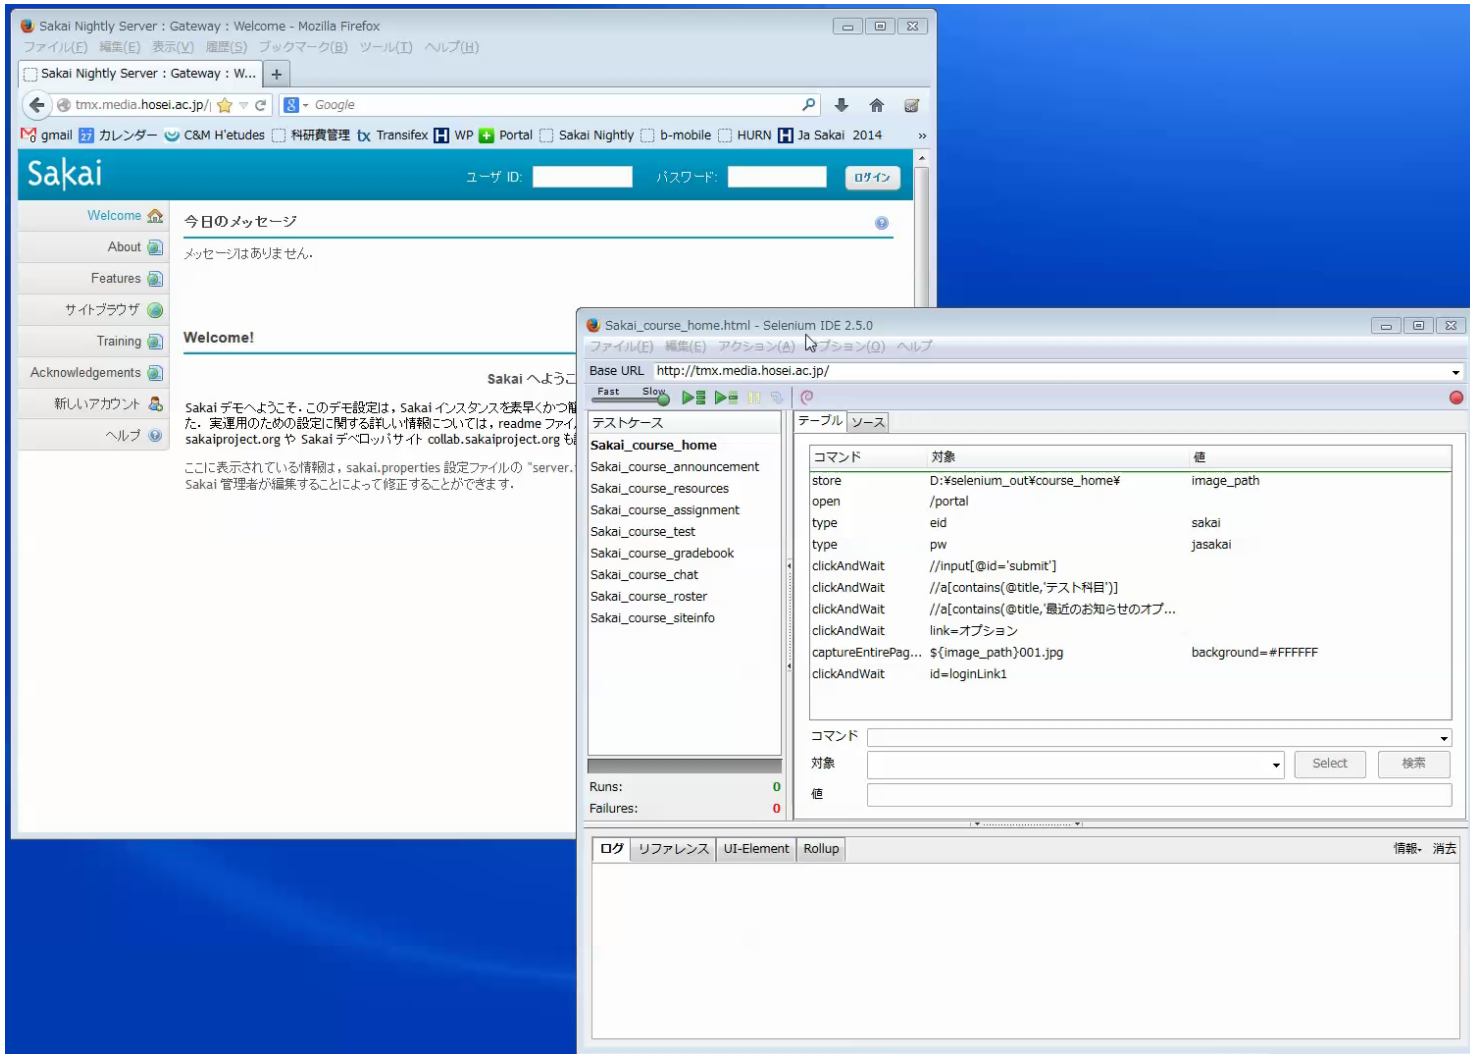 Sakai Nightly Server : Gateway : Welcome - Mozilla Firefox
ファイル(F) 編集(E) 表示(V) 履歴(S) ブックマーク(B) ツール(T) ヘルプ(H)
Sakai Nightly Server : Gateway : W... +
tmx.media.hosei.ac.jp/ 8 Google
gmail 27 カレンダー C&M H'etudes 科研費管理 tx Transifex H WP Portal Sakai Nightly b-mobile HURN H Ja Sakai 2014 »
Sakai ユーザ ID: パスワード: ログイン
Welcome
About
Features
サイトブラウザ
Training
Acknowledgements
新しいアカウント
ヘルプ
今日のメッセージ
メッセージはありません.
Welcome!
Sakai へようこ
Sakai デモへようこそ. このデモ設定は, Sakai インスタンスを素早くかつ簡
た. 実運用のための設定に関する詳しい情報については, readme ファイ
sakaiproject.org や Sakai デベロッパサイト collab.sakaiproject.org も
ここに表示されている情報は, sakai.properties 設定ファイルの "server.
Sakai 管理者が編集することによって修正することができます.
Sakai_course_home.html - Selenium IDE 2.5.0
ファイル(F) 編集(E) アクション(A) プション(O) ヘルプ
Base URL http://tmx.media.hosei.ac.jp/
Fast Slow
テストケース
Sakai_course_home
Sakai_course_announcement
Sakai_course_resources
Sakai_course_assignment
Sakai_course_test
Sakai_course_gradebook
Sakai_course_chat
Sakai_course_roster
Sakai_course_siteinfo
Runs: 0
Failures: 0
テーブル ソース
コマンド 対象 値
store D:¥selenium_out¥course_home¥ image_path
open /portal
type eid sakai
type pw jasakai
clickAndWait //input[@id='submit']
clickAndWait //a[contains(@title,'テスト科目')]
clickAndWait //a[contains(@title,'最近のお知らせのオプ...
clickAndWait link=オプション
captureEntirePag... ${image_path}001.jpg background=#FFFFFF
clickAndWait id=loginLink1
コマンド
対象 Select 検索
値
ログ リファレンス UI-Element Rollup 情報 消去